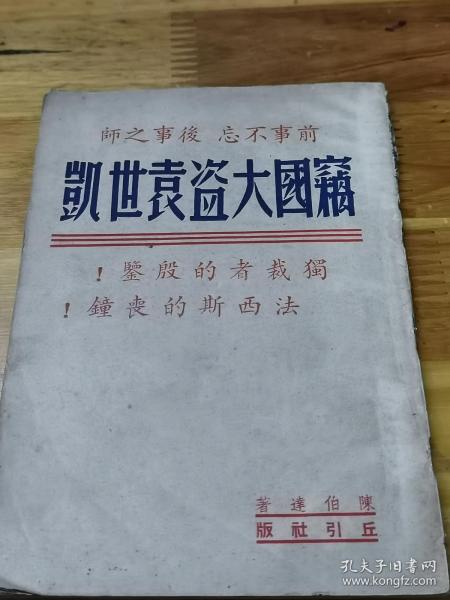 前事不忘 後事之師
竊國大盜袁世凱
獨裁者的殷鑒！
法西斯的喪鐘！
陳伯達著
丘引社版
孔夫子旧书网
www.kongfz.com